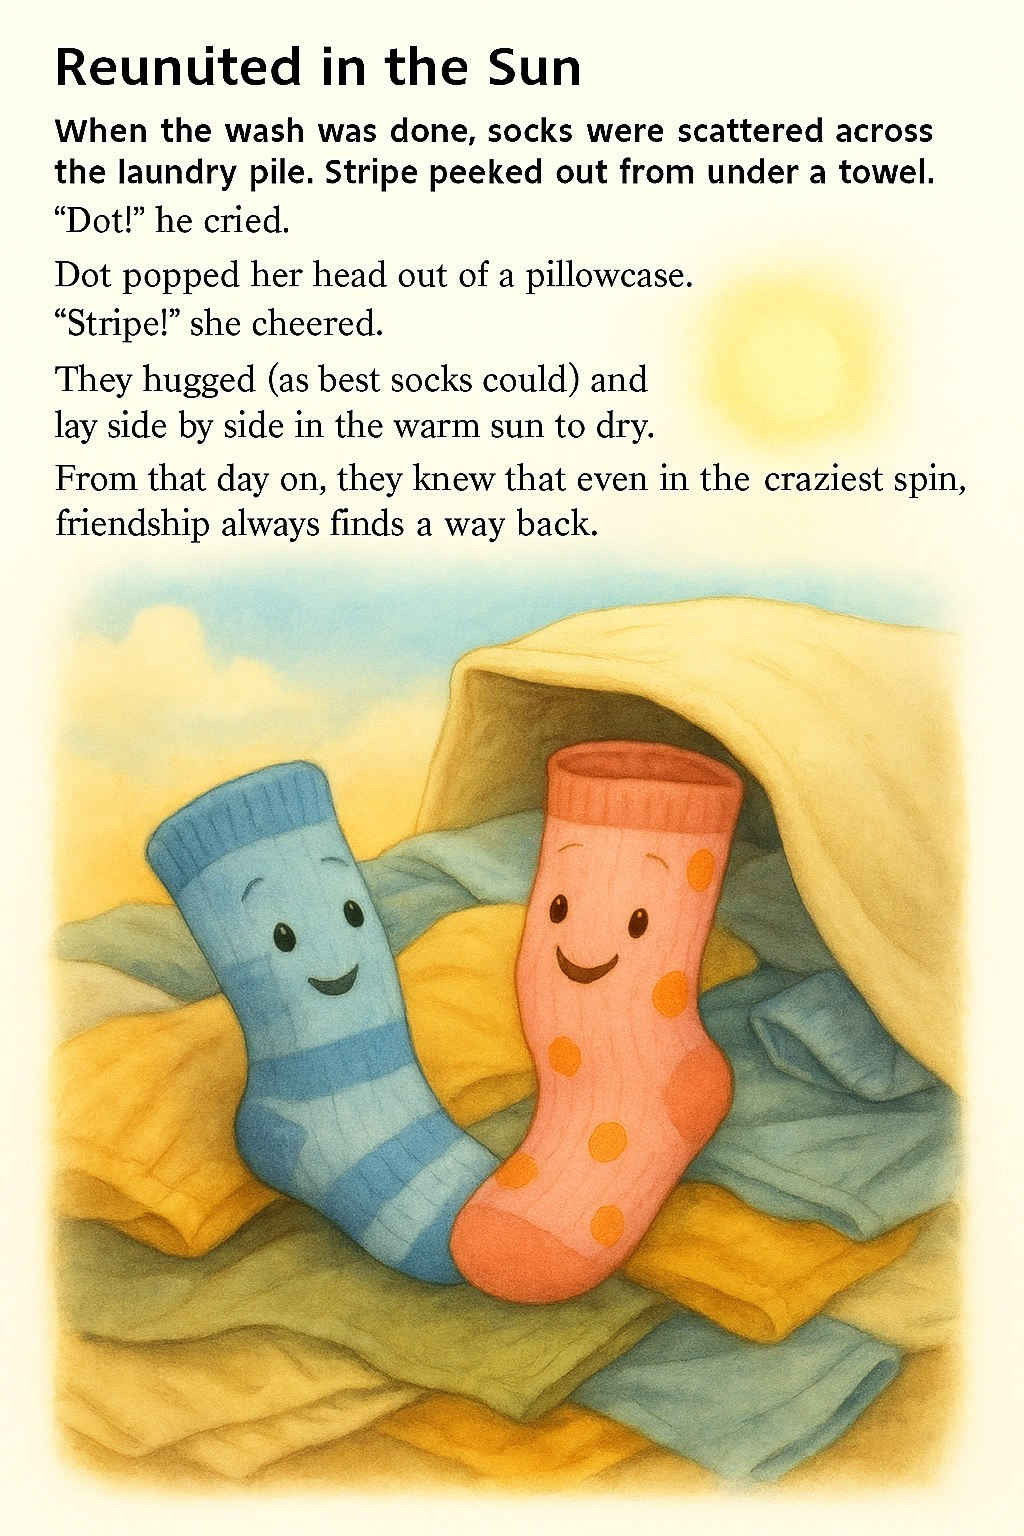 Reunited in the Sun
When the wash was done, socks were scattered across
the laundry pile. Stripe peeked out from under a towel.
“Dot!” he cried.
Dot popped her head out of a pillowcase.
“Stripe!” she cheered.
They hugged (as best socks could) and
lay side by side in the warm sun to dry.
From that day on, they knew that even in the craziest spin,
friendship always finds a way back.